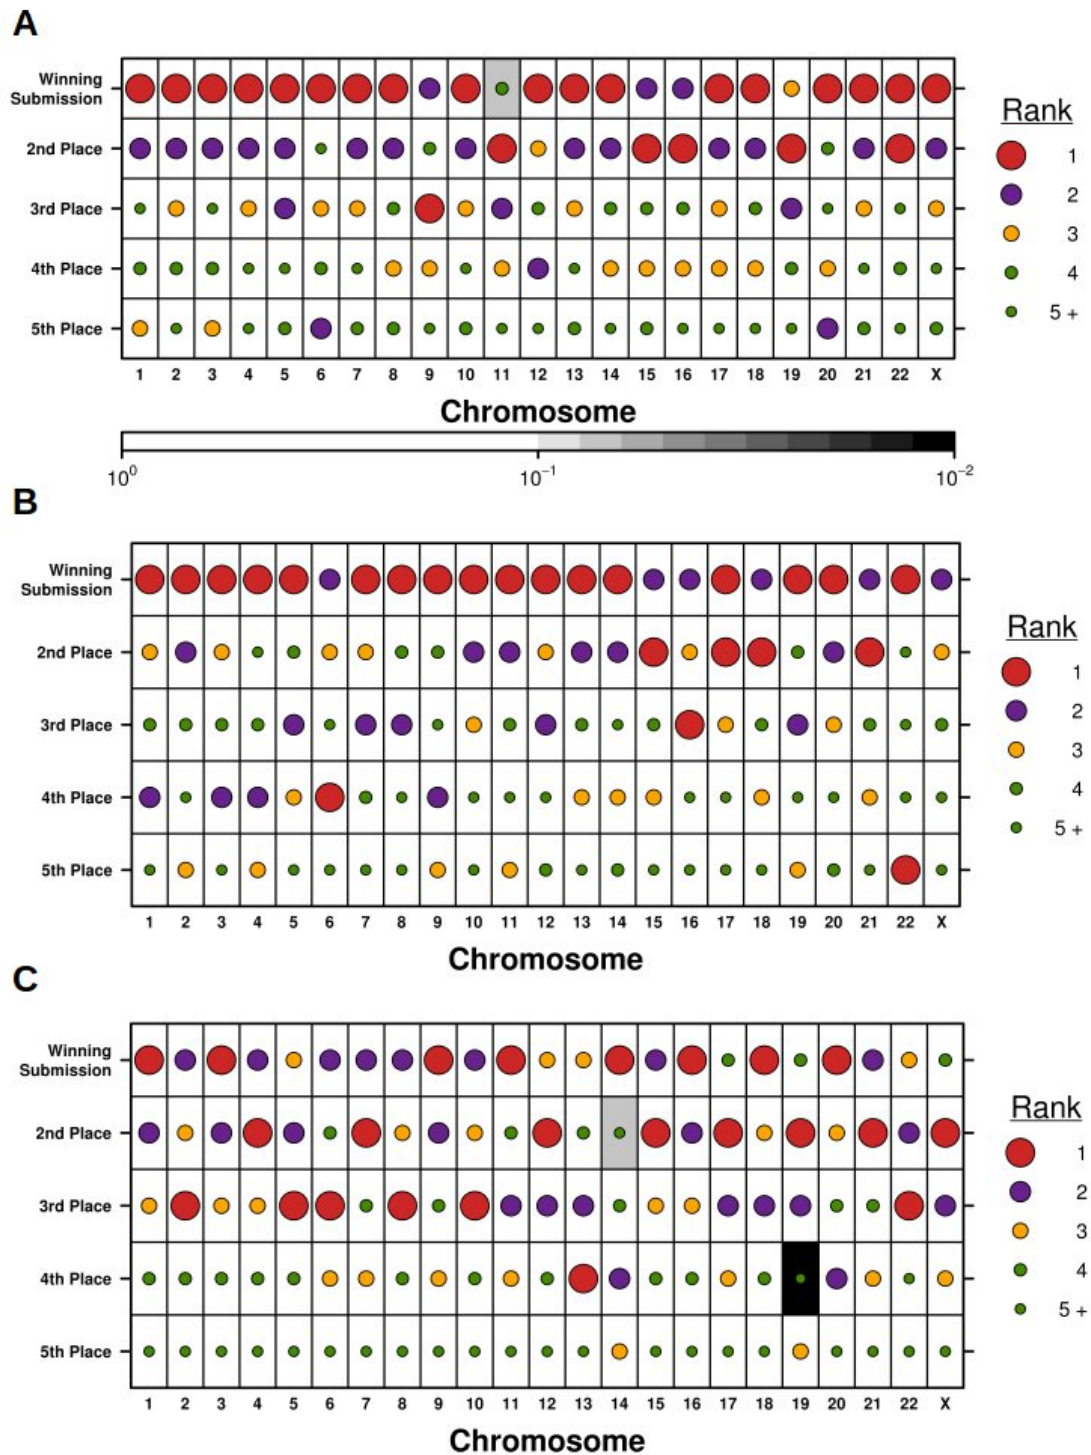 A
Winning
Submission
2nd Place
3rd Place
4th Place
5th Place
1 2 3 4 5 6 7 8 9 10 11 12 13 14 15 16 17 18 19 20 21 22 X
Chromosome
Rank
1
2
3
4
5 +
10⁰ 10⁻¹ 10⁻²
B
Winning
Submission
2nd Place
3rd Place
4th Place
5th Place
1 2 3 4 5 6 7 8 9 10 11 12 13 14 15 16 17 18 19 20 21 22 X
Chromosome
Rank
1
2
3
4
5 +
C
Winning
Submission
2nd Place
3rd Place
4th Place
5th Place
1 2 3 4 5 6 7 8 9 10 11 12 13 14 15 16 17 18 19 20 21 22 X
Chromosome
Rank
1
2
3
4
5 +